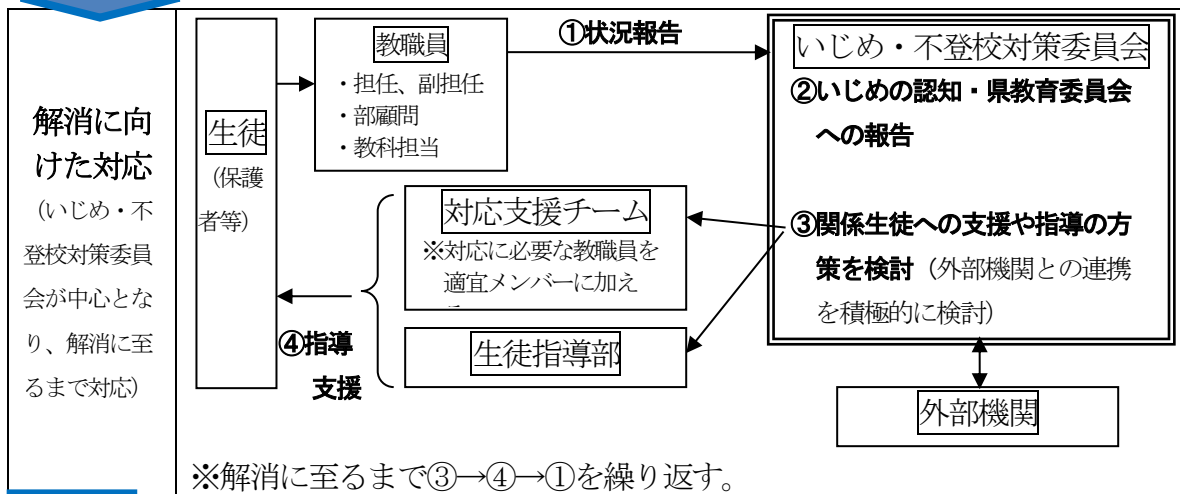 解消に向
けた対応
（いじめ・不
登校対策委員
会が中心とな
り、解消に至
るまで対応）
生徒
（保護
者等）
教職員
・担任、副担任
・部顧問
・教科担当
①状況報告
いじめ・不登校対策委員会
②いじめの認知・県教育委員会
への報告
③関係生徒への支援や指導の方
策を検討（外部機関との連携
を積極的に検討）
対応支援チーム
※対応に必要な教職員を
適宜メンバーに加え
④指導
支援
生徒指導部
外部機関
※解消に至るまで③→④→①を繰り返す。